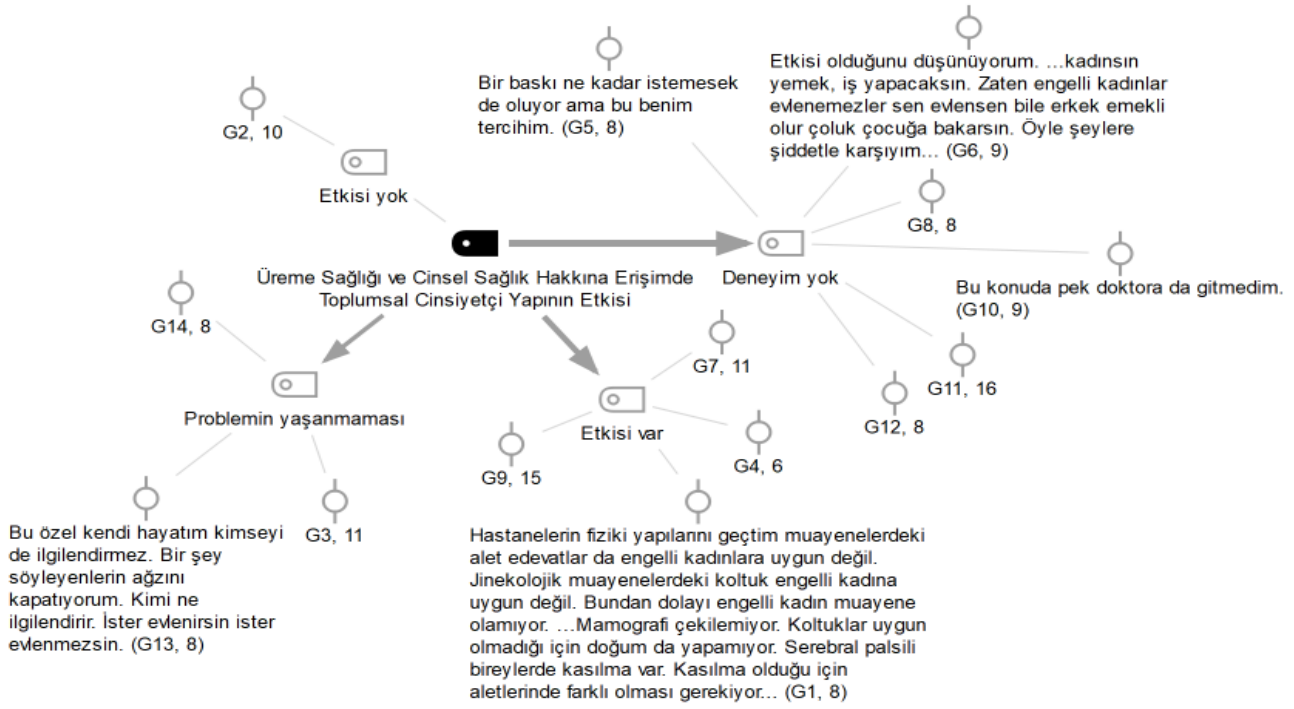 Bir baskı ne kadar istemesek
de oluyor ama bu benim
tercihim. (G5, 8)
Etkisi olduğunu düşünüyorum. ...kadınsın
yemek, iş yapacaksın. Zaten engelli kadınlar
evlenemezler sen evlensen bile erkek emekli
olur çoluk çocuğa bakarsın. Öyle şeylere
şiddetle karşıyım... (G6, 9)
G2, 10
Etkisi yok
G8, 8
Üreme Sağlığı ve Cinsel Sağlık Hakkına Erişimde
Toplumsal Cinsiyetçi Yapının Etkisi
Deneyim yok
Bu konuda pek doktora da gitmedim.
(G10, 9)
G14, 8
G7, 11
G11, 16
G12, 8
Problemin yaşanmaması
Etkisi var
G9, 15
G4, 6
Bu özel kendi hayatım kimseyi
de ilgilendirmez. Bir şey
söyleyenlerin ağzını
kapatıyorum. Kimi ne
ilgilendirir. İster evlenirsin ister
evlenmezsin. (G13, 8)
G3, 11
Hastanelerin fiziki yapılarını geçtim muayenelerdeki
alet edevatlar da engelli kadınlara uygun değil.
Jinekolojik muayenelerdeki koltuk engelli kadına
uygun değil. Bundan dolayı engelli kadın muayene
olamıyor. ...Mamografi çekilemiyor. Koltuklar uygun
olmadığı için doğum da yapamıyor. Serebral palsili
bireylerde kasılma var. Kasılma olduğu için
aletlerinde farklı olması gerekiyor... (G1, 8)